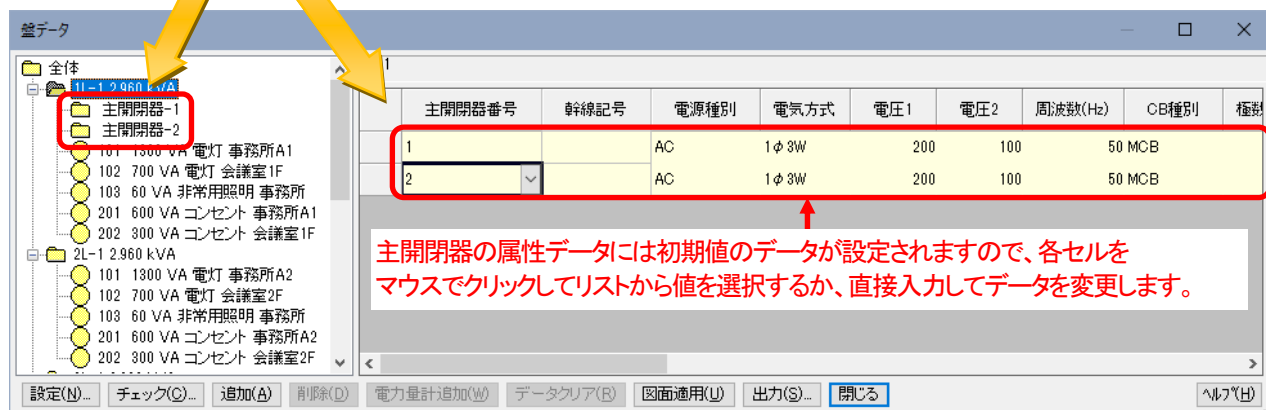 盤データ
全体
1L-1 2.960 kVA
主開閉器-1
主開閉器-2
101 1300 VA 電灯 事務所A1
102 700 VA 電灯 会議室1F
103 60 VA 非常用照明 事務所
201 600 VA コンセント 事務所A1
202 300 VA コンセント 会議室1F
2L-1 2.960 kVA
101 1300 VA 電灯 事務所A2
102 700 VA 電灯 会議室2F
103 60 VA 非常用照明 事務所
201 600 VA コンセント 事務所A2
202 300 VA コンセント 会議室2F
1
主開閉器番号 幹線記号 電源種別 電気方式 電圧1 電圧2 周波数(Hz) CB種別 極数
1 AC 1φ3W 200 100 50 MCB
2 AC 1φ3W 200 100 50 MCB
主開閉器の属性データには初期値のデータが設定されますので、各セルを
マウスでクリックしてリストから値を選択するか、直接入力してデータを変更します。
設定(N)... チェック(C)... 追加(A) 削除(D) 電力量計追加(W) データクリア(R) 図面適用(U) 出力(S)... 閉じる ヘルプ(H)